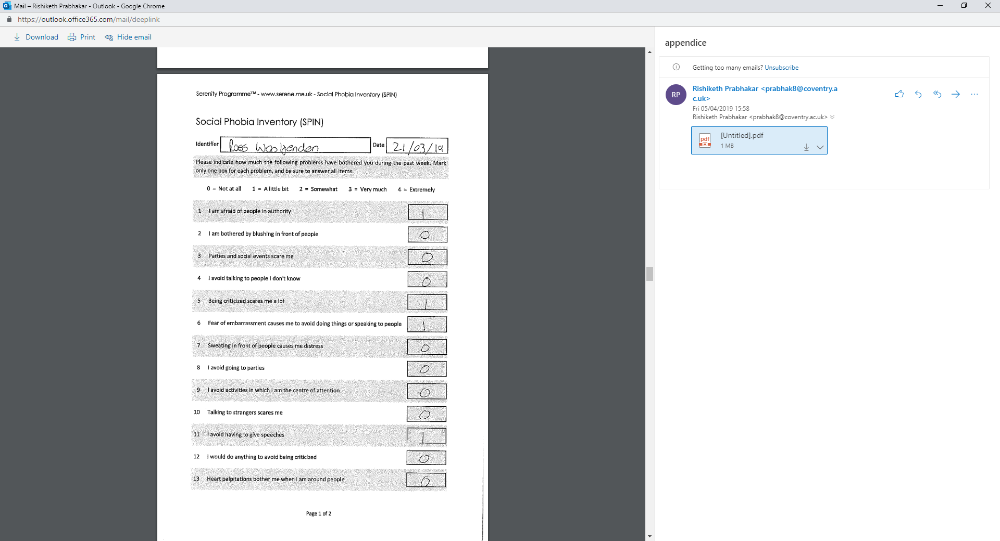 Mail – Rishiketh Prabhakar - Outlook - Google Chrome
https://outlook.office365.com/mail/deeplink
Download Print Hide email
Serenity Programme™ - www.serene.me.uk - Social Phobia Inventory (SPIN)
Social Phobia Inventory (SPIN)
Identifier Ross Woolfenden Date 21/03/19
Please indicate how much the following problems have bothered you during the past week. Mark
only one box for each problem, and be sure to answer all items.
0 = Not at all 1 = A little bit 2 = Somewhat 3 = Very much 4 = Extremely
1 I am afraid of people in authority 1
2 I am bothered by blushing in front of people 0
3 Parties and social events scare me 0
4 I avoid talking to people I don't know 0
5 Being criticized scares me a lot 1
6 Fear of embarrassment causes me to avoid doing things or speaking to people 1
7 Sweating in front of people causes me distress 0
8 I avoid going to parties 0
9 I avoid activities in which I am the centre of attention 0
10 Talking to strangers scares me 0
11 I avoid having to give speeches 1
12 I would do anything to avoid being criticized 0
13 Heart palpitations bother me when I am around people 0
Page 1 of 2
appendice
Getting too many emails? Unsubscribe
RP
Rishiketh Prabhakar <prabhak8@coventry.a
c.uk>
Fri 05/04/2019 15:58
Rishiketh Prabhakar <prabhak8@coventry.ac.uk>
pdf
[Untitled].pdf
1 MB